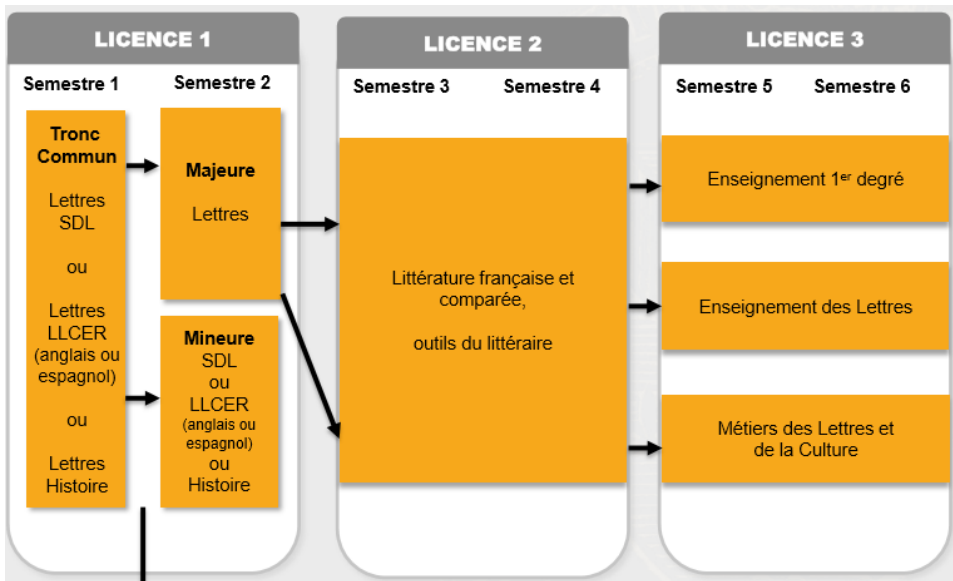 LICENCE 1
Semestre 1
Semestre 2
Tronc
Commun
Lettres
SDL
ou
Lettres
LLCER
(anglais ou
espagnol)
ou
Lettres
Histoire
Majeure
Lettres
Mineure
SDL
ou
LLCER
(anglais ou
espagnol)
ou
Histoire
LICENCE 2
Semestre 3
Semestre 4
Littérature française et
comparée,
outils du littéraire
LICENCE 3
Semestre 5
Semestre 6
Enseignement 1er degré
Enseignement des Lettres
Métiers des Lettres et
de la Culture